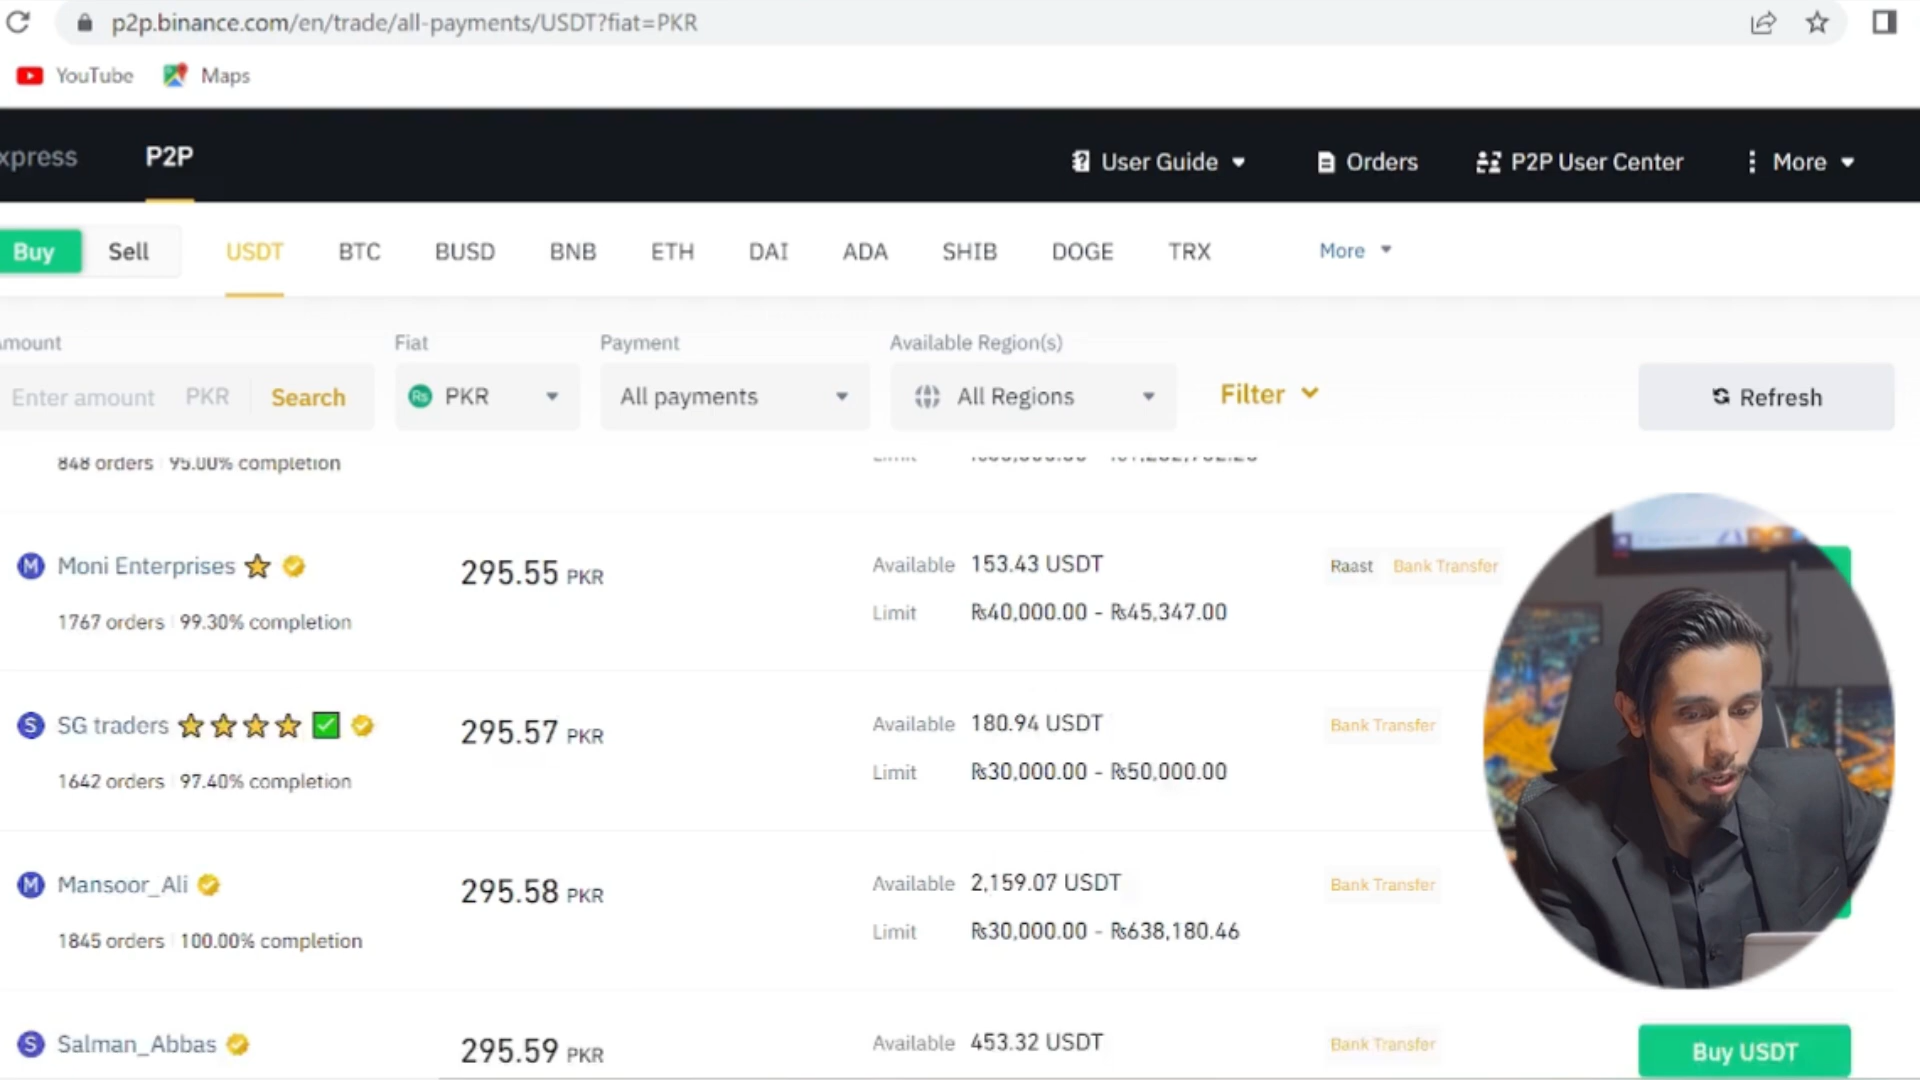 p2p.binance.com/en/trade/all-payments/USDT?fiat=PKR
YouTube Maps
xpress P2P User Guide Orders P2P User Center More
Buy Sell USDT BTC BUSD BNB ETH DAI ADA SHIB DOGE TRX More
mount Fiat Payment Available Region(s)
Enter amount PKR Search Rs PKR All payments All Regions Filter Refresh
848 orders 95.00% completion
M Moni Enterprises 295.55 PKR Available 153.43 USDT Raast Bank Transfer
1767 orders 99.30% completion Limit ₨40,000.00 - ₨45,347.00
S SG traders 295.57 PKR Available 180.94 USDT Bank Transfer
1642 orders 97.40% completion Limit ₨30,000.00 - ₨50,000.00
M Mansoor_Ali 295.58 PKR Available 2,159.07 USDT Bank Transfer
1845 orders 100.00% completion Limit ₨30,000.00 - ₨638,180.46
S Salman_Abbas 295.59 PKR Available 453.32 USDT Bank Transfer Buy USDT